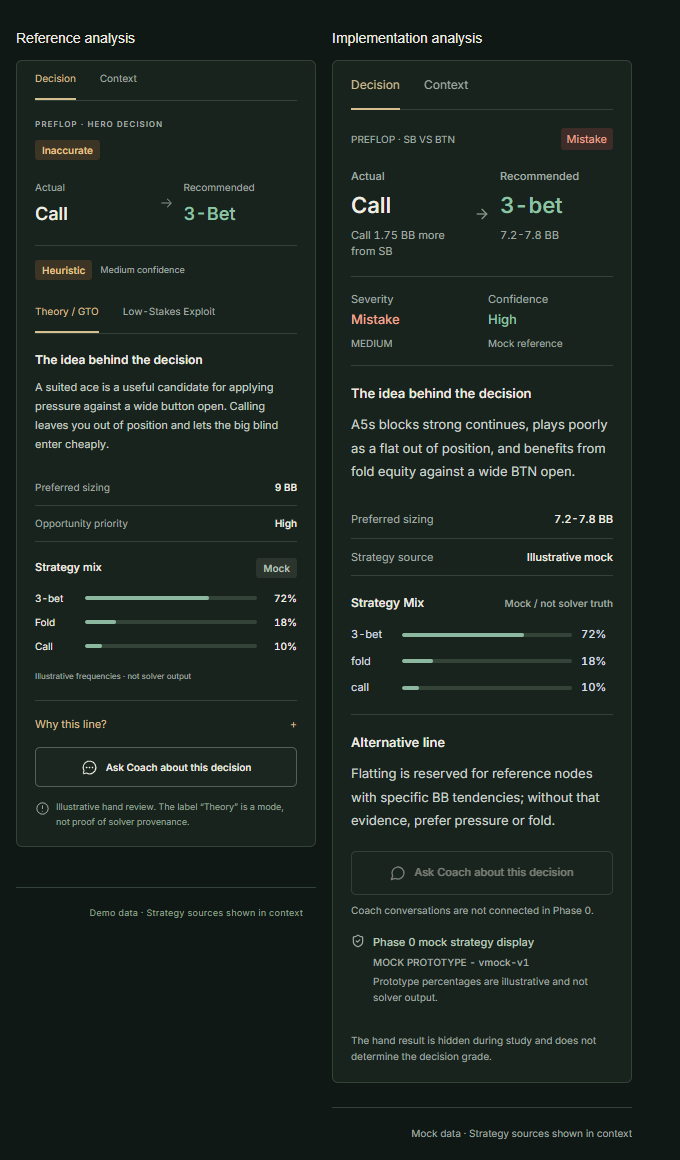 Reference analysis
Decision Context
PREFLOP · HERO DECISION
Inaccurate
Actual Recommended
Call → 3-Bet
Heuristic Medium confidence
Theory / GTO Low-Stakes Exploit
The idea behind the decision
A suited ace is a useful candidate for applying
pressure against a wide button open. Calling
leaves you out of position and lets the big blind
enter cheaply.
Preferred sizing 9 BB
Opportunity priority High
Strategy mix Mock
3-bet 72%
Fold 18%
Call 10%
Illustrative frequencies · not solver output
Why this line? +
Ask Coach about this decision
Illustrative hand review. The label “Theory” is a mode,
not proof of solver provenance.
Demo data · Strategy sources shown in context
Implementation analysis
Decision Context
PREFLOP · SB VS BTN Mistake
Actual Recommended
Call → 3-bet
Call 1.75 BB more 7.2-7.8 BB
from SB
Severity Confidence
Mistake High
MEDIUM Mock reference
The idea behind the decision
A5s blocks strong continues, plays poorly
as a flat out of position, and benefits from
fold equity against a wide BTN open.
Preferred sizing 7.2-7.8 BB
Strategy source Illustrative mock
Strategy Mix Mock / not solver truth
3-bet 72%
fold 18%
call 10%
Alternative line
Flatting is reserved for reference nodes
with specific BB tendencies; without that
evidence, prefer pressure or fold.
Ask Coach about this decision
Coach conversations are not connected in Phase 0.
Phase 0 mock strategy display
MOCK PROTOTYPE - vmock-v1
Prototype percentages are illustrative and not
solver output.
The hand result is hidden during study and does not
determine the decision grade.
Mock data · Strategy sources shown in context